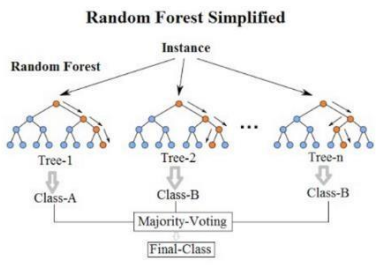 Random Forest Simplified
Instance
Random Forest
...
Tree-1
Tree-2
Tree-n
Class-A
Class-B
Class-B
Majority-Voting
Final-Class